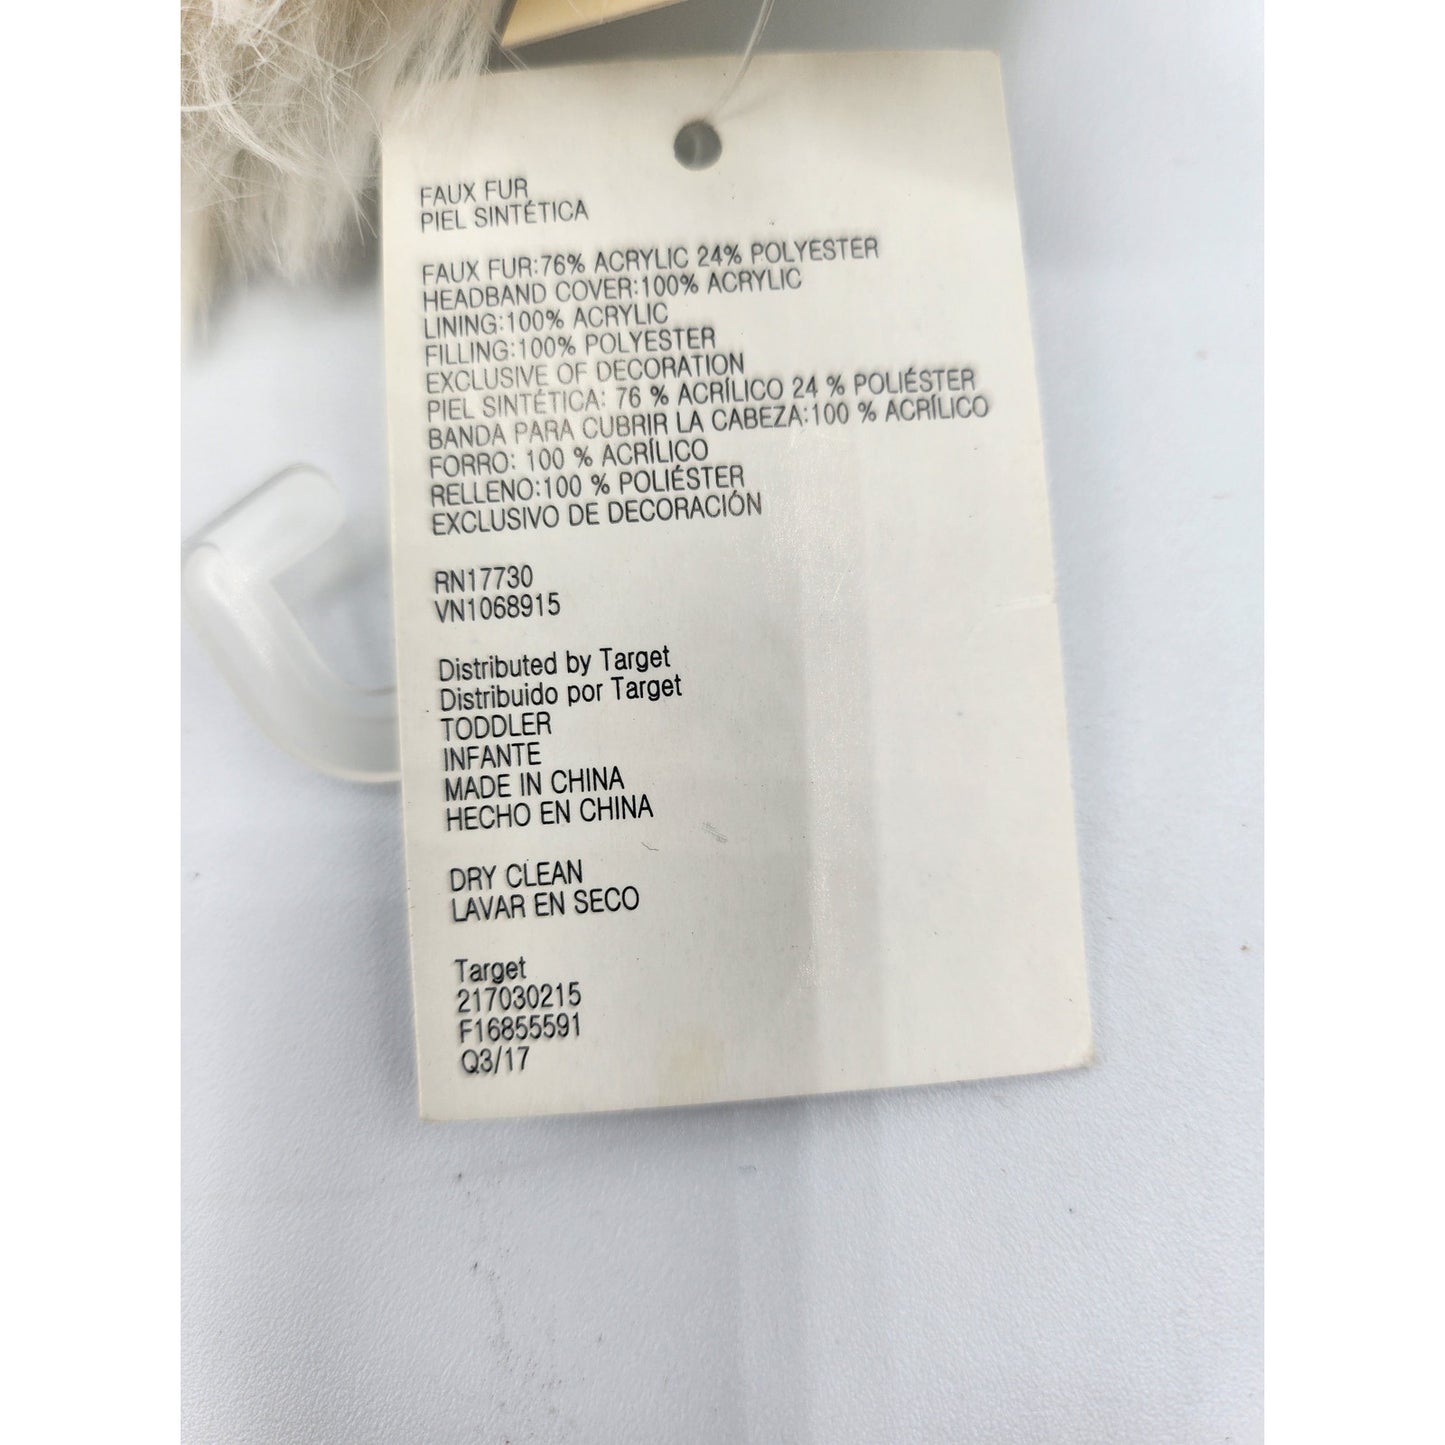 FAUX FUR
PIEL SINTÉTICA
FAUX FUR:76% ACRYLIC 24% POLYESTER
HEADBAND COVER:100% ACRYLIC
LINING:100% ACRYLIC
FILLING:100% POLYESTER
EXCLUSIVE OF DECORATION
PIEL SINTÉTICA: 76 % ACRÍLICO 24 % POLIÉSTER
BANDA PARA CUBRIR LA CABEZA:100 % ACRÍLICO
FORRO: 100 % ACRÍLICO
RELLENO:100 % POLIÉSTER
EXCLUSIVO DE DECORACIÓN
RN17730
VN1068915
Distributed by Target
Distribuido por Target
TODDLER
INFANTE
MADE IN CHINA
HECHO EN CHINA
DRY CLEAN
LAVAR EN SECO
Target
217030215
F16855591
Q3/17